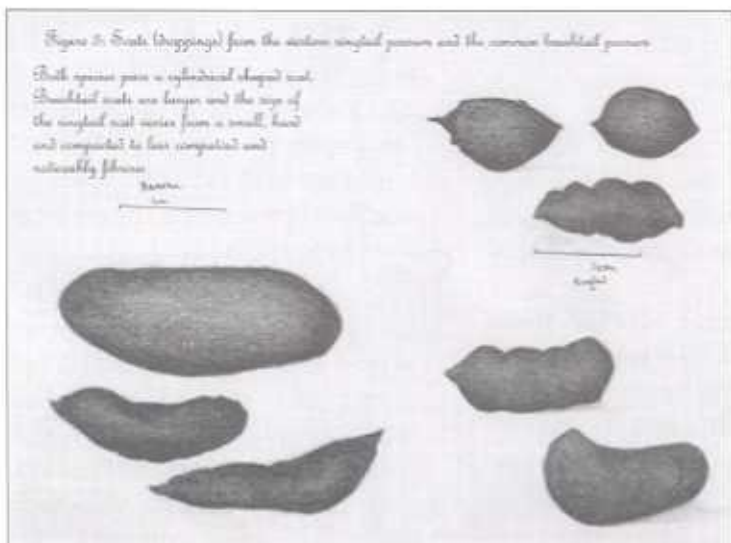 Figure 5: Scats (droppings) from the western ringtail possum and the common brushtail possum
Both species pass a cylindrical shaped scat.
Brushtail scats are larger and the size of
the ringtail scat varies from a small, hard
and compacted to less compacted and
noticeably fibrous.
1cm
Ringtail